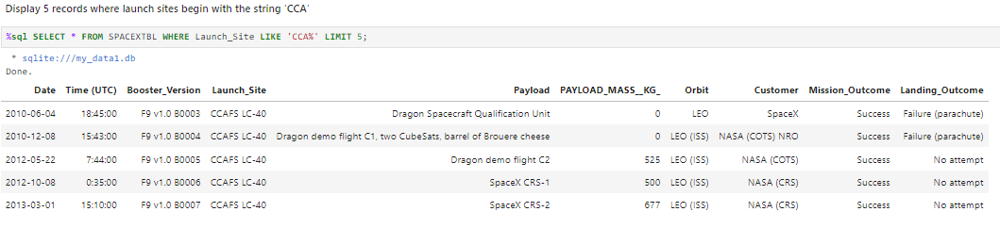 Display 5 records where launch sites begin with the string 'CCA'
%sql SELECT * FROM SPACEXTBL WHERE Launch_Site LIKE 'CCA%' LIMIT 5;
* sqlite:///my_data1.db
Done.
Date Time (UTC) Booster_Version Launch_Site Payload PAYLOAD_MASS__KG_ Orbit Customer Mission_Outcome Landing_Outcome
2010-06-04 18:45:00 F9 v1.0 B0003 CCAFS LC-40 Dragon Spacecraft Qualification Unit 0 LEO SpaceX Success Failure (parachute)
2010-12-08 15:43:00 F9 v1.0 B0004 CCAFS LC-40 Dragon demo flight C1, two CubeSats, barrel of Brouere cheese 0 LEO (ISS) NASA (COTS) NRO Success Failure (parachute)
2012-05-22 7:44:00 F9 v1.0 B0005 CCAFS LC-40 Dragon demo flight C2 525 LEO (ISS) NASA (COTS) Success No attempt
2012-10-08 0:35:00 F9 v1.0 B0006 CCAFS LC-40 SpaceX CRS-1 500 LEO (ISS) NASA (CRS) Success No attempt
2013-03-01 15:10:00 F9 v1.0 B0007 CCAFS LC-40 SpaceX CRS-2 677 LEO (ISS) NASA (CRS) Success No attempt